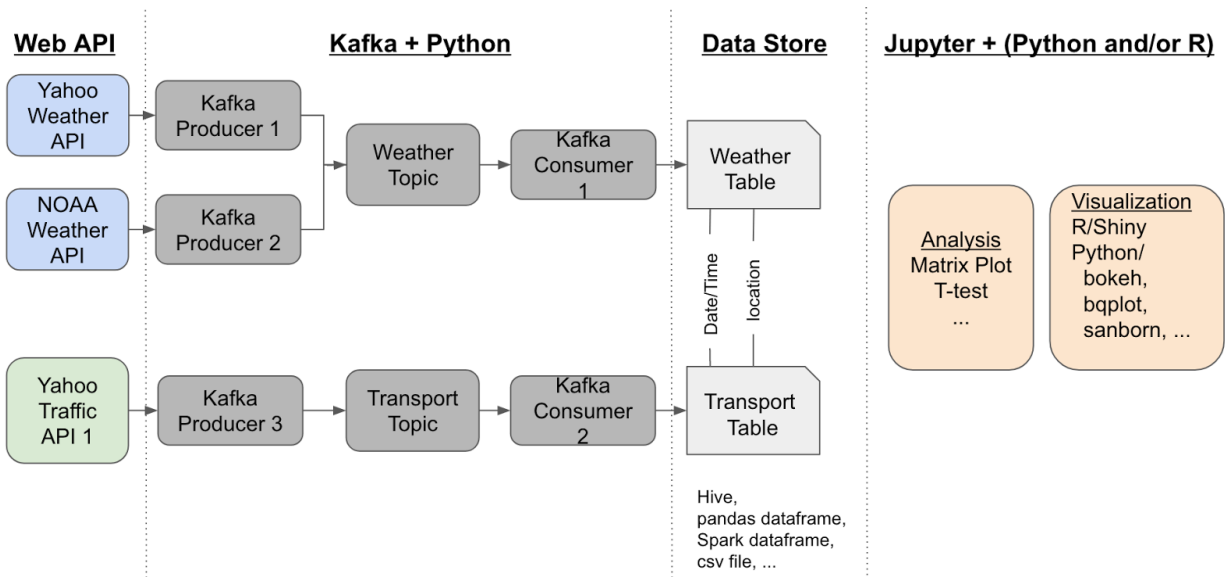 Web API
Kafka + Python
Data Store
Jupyter + (Python and/or R)
Yahoo
Weather
API
Kafka
Producer 1
NOAA
Weather
API
Kafka
Producer 2
Weather
Topic
Kafka
Consumer
1
Weather
Table
Date/Time
location
Yahoo
Traffic
API 1
Kafka
Producer 3
Transport
Topic
Kafka
Consumer
2
Transport
Table
Hive,
pandas dataframe,
Spark dataframe,
csv file, ...
Analysis
Matrix Plot
T-test
...
Visualization
R/Shiny
Python/
bokeh,
bqplot,
sanborn, ...